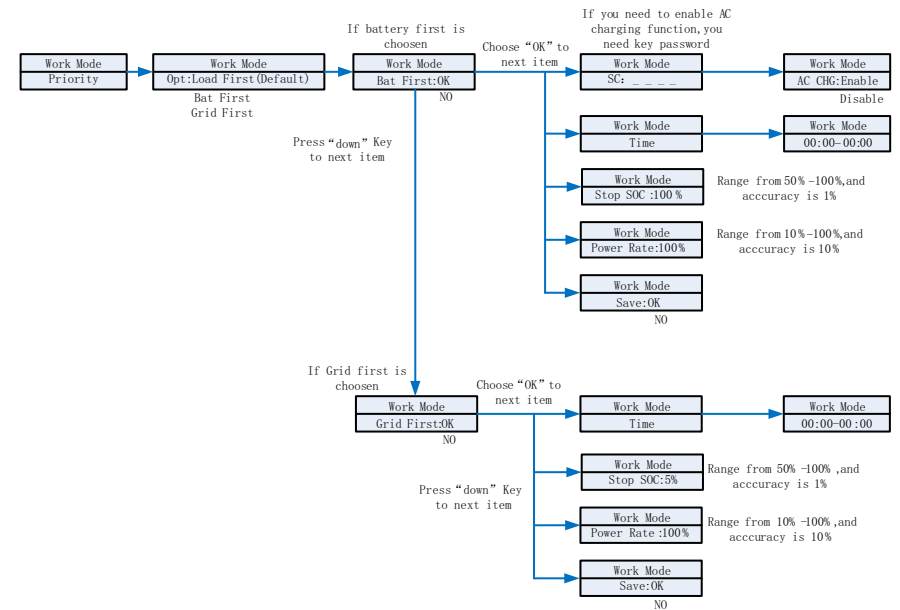 If you need to enable AC
charging function,you
need key password
If battery first is
choosen
Choose“OK”to
next item
Work Mode
Priority
Work Mode
Opt:Load First(Default)
Bat First
Grid First
Work Mode
Bat First:OK
NO
Work Mode
SC: _ _ _ _
Work Mode
AC CHG:Enable
Disable
Press“down”Key
to next item
Work Mode
Time
Work Mode
00:00-00:00
Work Mode
Stop SOC:100%
Range from 50%-100%,and
acccuracy is 1%
Work Mode
Power Rate:100%
Range from 10%-100%,and
acccuracy is 10%
Work Mode
Save:OK
NO
If Grid first is
choosen
Choose“OK”to
next item
Work Mode
Grid First:OK
NO
Work Mode
Time
Work Mode
00:00-00:00
Press“down”Key
to next item
Work Mode
Stop SOC:5%
Range from 50%-100%,and
acccuracy is 1%
Work Mode
Power Rate:100%
Range from 10%-100%,and
acccuracy is 10%
Work Mode
Save:OK
NO